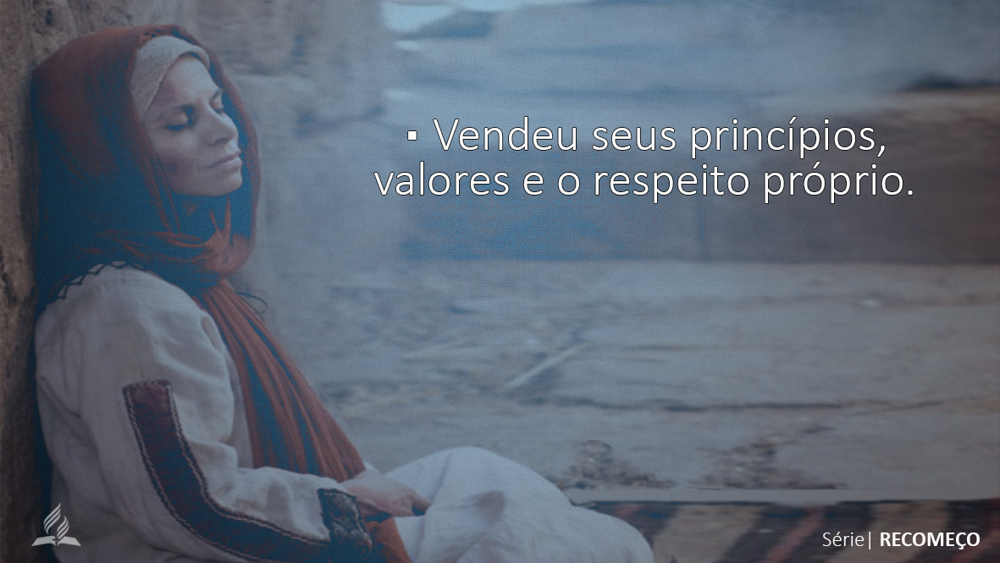 ▪ Vendeu seus princípios,
valores e o respeito próprio.
Série| RECOMEÇO